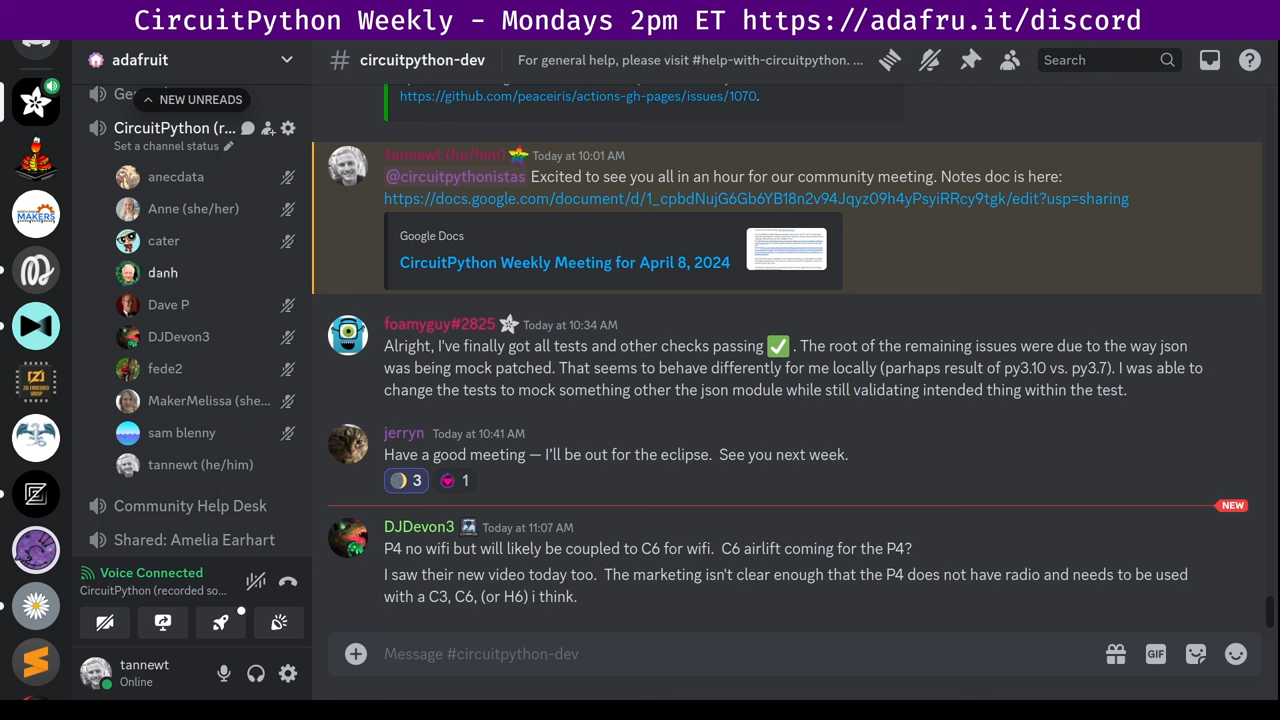 CircuitPython Weekly - Mondays 2pm ET https://adafru.it/discord
adafruit
NEW UNREADS
CircuitPython (r...
Set a channel status
anecdata
Anne (she/her)
cater
danh
Dave P
DJDevon3
fede2
MakerMelissa (she...
sam blenny
tannewt (he/him)
Community Help Desk
Shared: Amelia Earhart
Voice Connected
CircuitPython (recorded so...
tannewt
Online
# circuitpython-dev
For general help, please visit #help-with-circuitpython. ...
Search
https://github.com/peaceiris/actions-gh-pages/issues/1070.
tannewt (he/him) Today at 10:01 AM
@circuitpythonistas Excited to see you all in an hour for our community meeting. Notes doc is here:
https://docs.google.com/document/d/1_cpbdNujG6Gb6YB18n2v94Jqyz09h4yPsyiRRcy9tgk/edit?usp=sharing
Google Docs
CircuitPython Weekly Meeting for April 8, 2024
foamyguy#2825 Today at 10:34 AM
Alright, I've finally got all tests and other checks passing ✅ . The root of the remaining issues were due to the way json
was being mock patched. That seems to behave differently for me locally (perhaps result of py3.10 vs. py3.7). I was able to
change the tests to mock something other the json module while still validating intended thing within the test.
jerryn Today at 10:41 AM
Have a good meeting — I'll be out for the eclipse. See you next week.
3 1
NEW
DJDevon3 Today at 11:07 AM
P4 no wifi but will likely be coupled to C6 for wifi. C6 airlift coming for the P4?
I saw their new video today too. The marketing isn't clear enough that the P4 does not have radio and needs to be used
with a C3, C6, (or H6) i think.
Message #circuitpython-dev
GIF